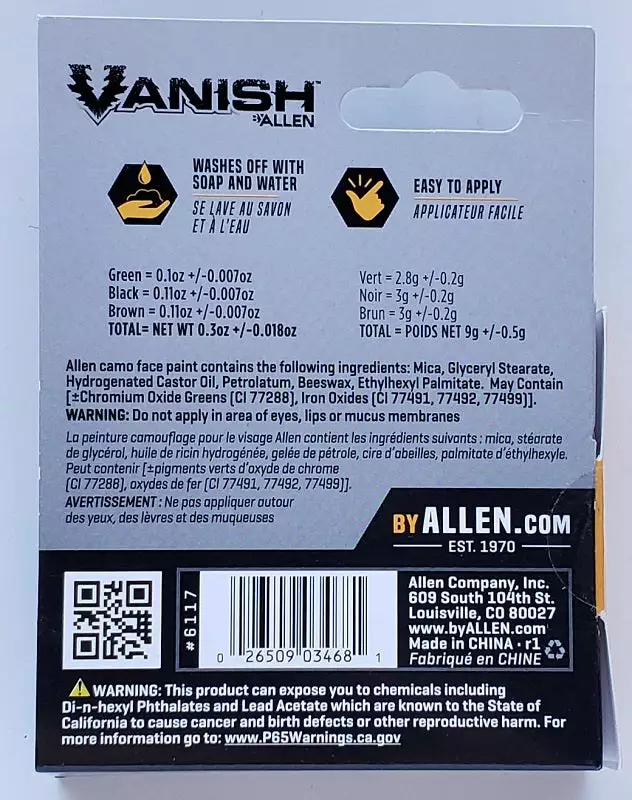 VANISH™
BY ALLEN
WASHES OFF WITH
SOAP AND WATER
SE LAVE AU SAVON
ET À L'EAU
EASY TO APPLY
APPLICATEUR FACILE
Green = 0.1oz +/-0.007oz
Black = 0.11oz +/-0.007oz
Brown = 0.11oz +/-0.007oz
TOTAL= NET WT 0.3oz +/-0.018oz
Vert = 2.8g +/-0.2g
Noir = 3g +/-0.2g
Brun = 3g +/-0.2g
TOTAL = POIDS NET 9g +/-0.5g
Allen camo face paint contains the following ingredients: Mica, Glyceryl Stearate,
Hydrogenated Castor Oil, Petrolatum, Beeswax, Ethylhexyl Palmitate. May Contain
[±Chromium Oxide Greens (CI 77288), Iron Oxides (CI 77491, 77492, 77499)].
WARNING: Do not apply in area of eyes, lips or mucus membranes
La peinture camouflage pour le visage Allen contient les ingrédients suivants : mica, stéarate
de glycérol, huile de ricin hydrogénée, gelée de pétrole, cire d'abeilles, palmitate d'éthylhexyle.
Peut contenir [±pigments verts d'oxyde de chrome
(CI 77288), oxydes de fer (CI 77491, 77492, 77499)].
AVERTISSEMENT : Ne pas appliquer autour
des yeux, des lèvres et des muqueuses
BY ALLEN.COM
EST. 1970
#6117
0 26509 03468 1
Allen Company, Inc.
609 South 104th St.
Louisville, CO 80027
www.byALLEN.com
Made in CHINA · r1
Fabriqué en CHINE
WARNING: This product can expose you to chemicals including
Di-n-hexyl Phthalates and Lead Acetate which are known to the State of
California to cause cancer and birth defects or other reproductive harm. For
more information go to: www.P65Warnings.ca.gov